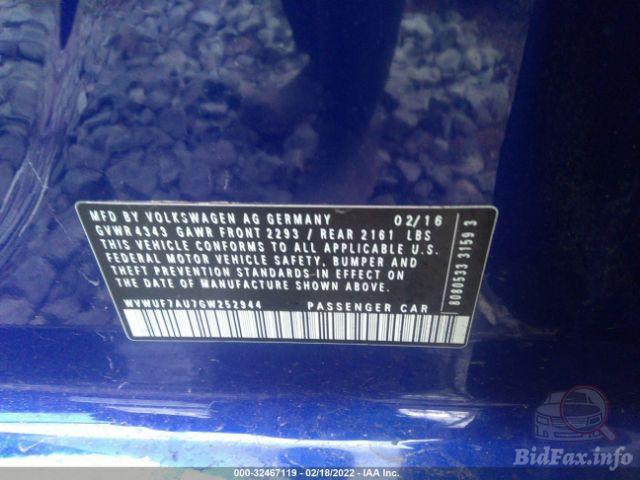 MFD BY VOLKSWAGEN AG GERMANY 02/16
GVWR 4343 GAWR FRONT 2293 / REAR 2161 LBS
THIS VEHICLE CONFORMS TO ALL APPLICABLE U.S.
FEDERAL MOTOR VEHICLE SAFETY, BUMPER AND
THEFT PREVENTION STANDARDS IN EFFECT ON
THE DATE OF MANUFACTURE SHOWN ABOVE.
WVWUF7AU7GW252944 PASSENGER CAR
8080533 3159 3
BidFax.info
000-32467119 - 02/18/2022 - IAA Inc.